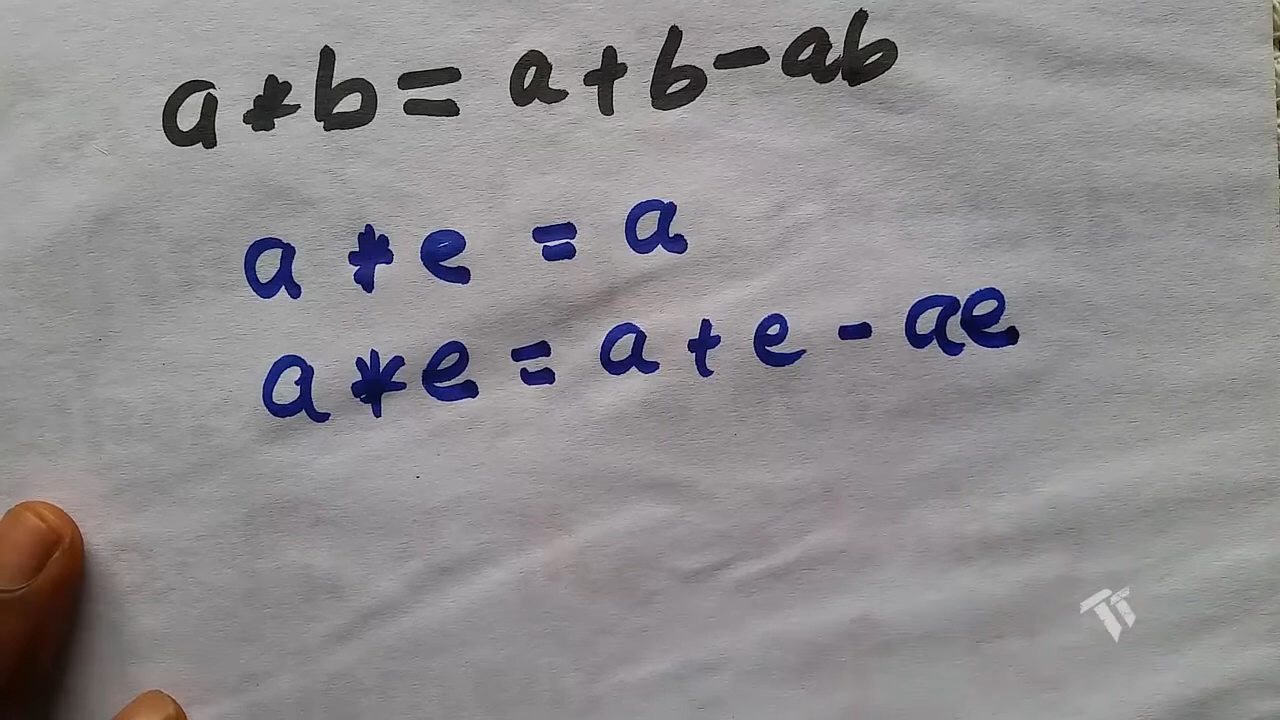 a * b = a + b - ab
a * e = a
a * e = a + e - ae